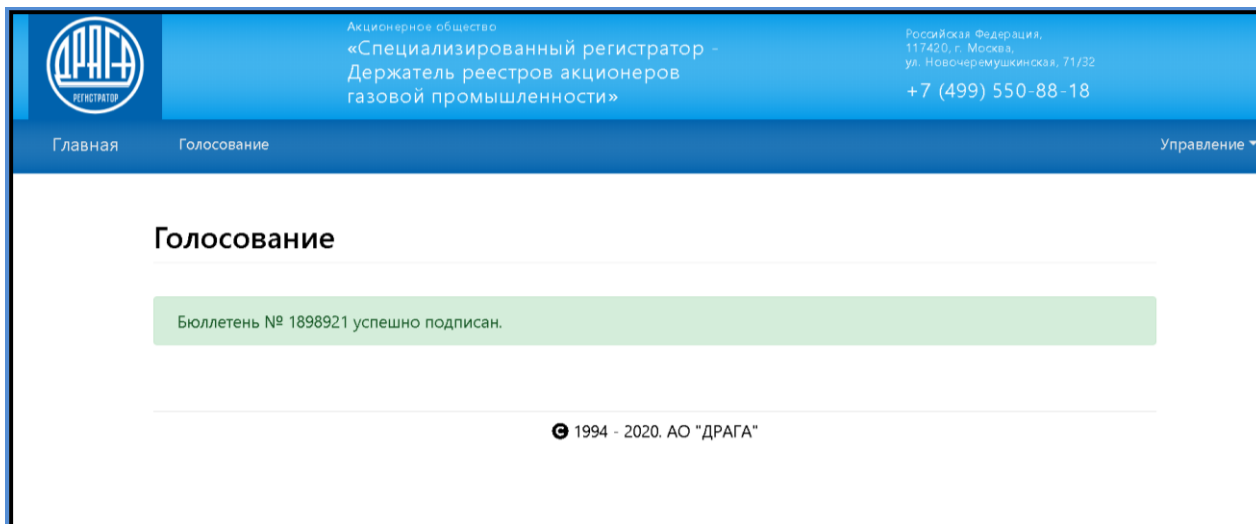 ДРАГА
РЕГИСТРАТОР
Акционерное общество
«Специализированный регистратор -
Держатель реестров акционеров
газовой промышленности»
Российская Федерация,
117420, г. Москва,
ул. Новочеремушкинская, 71/32
+7 (499) 550-88-18
Главная
Голосование
Управление
Голосование
Бюллетень № 1898921 успешно подписан.
© 1994 - 2020. АО "ДРАГА"